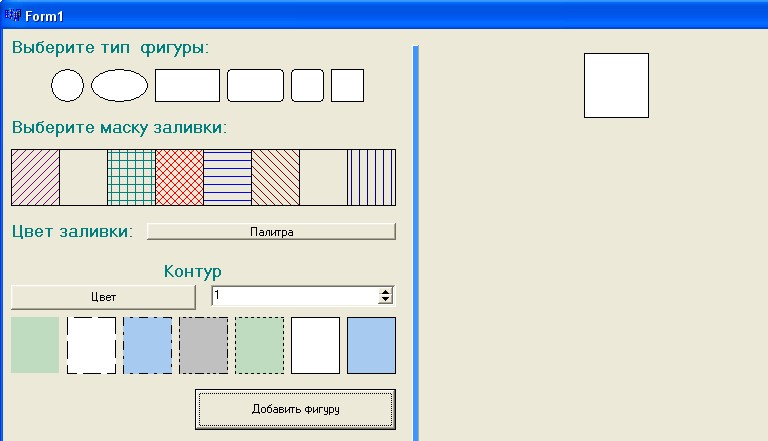 Form1
Выберите тип фигуры:
Выберите маску заливки:
Цвет заливки:
Палитра
Контур
Цвет
1
Добавить фигуру